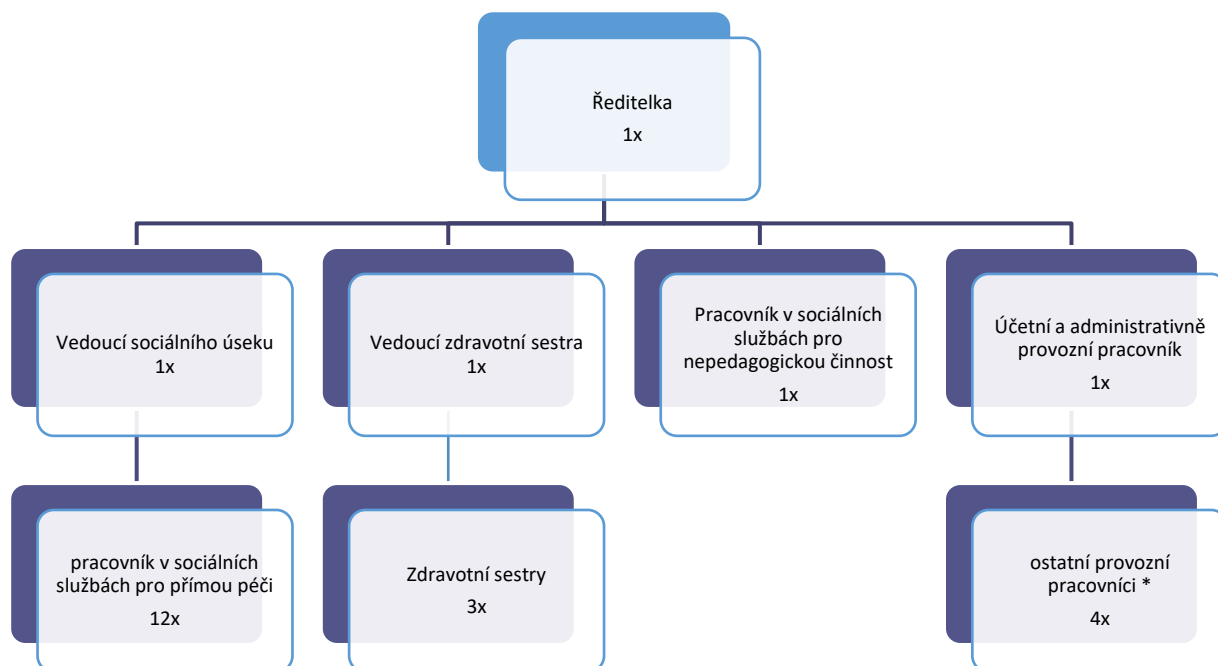 Ředitelka
1x
Vedoucí sociálního úseku
1x
Vedoucí zdravotní sestra
1x
Pracovník v sociálních
službách pro
nepedagogickou činnost
1x
Účetní a administrativně
provozní pracovník
1x
pracovník v sociálních
službách pro přímou péči
12x
Zdravotní sestry
3x
ostatní provozní
pracovníci *
4x